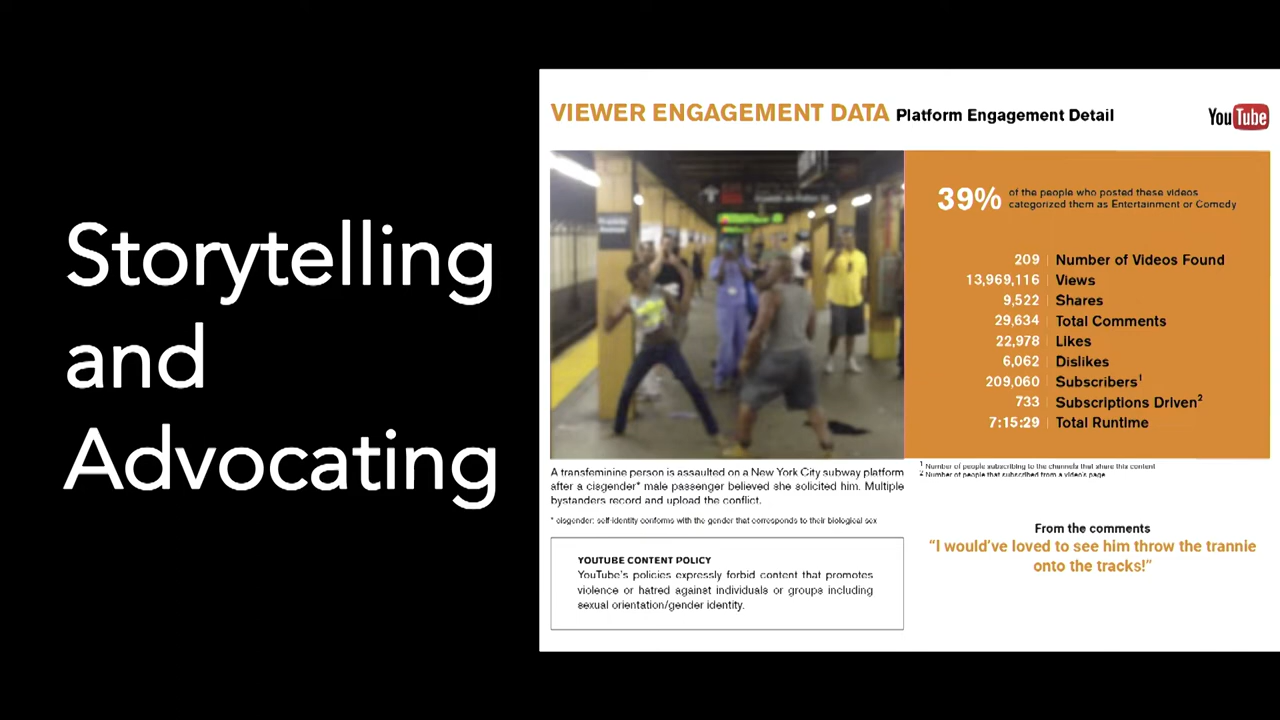 Storytelling
and
Advocating
VIEWER ENGAGEMENT DATA Platform Engagement Detail
YouTube
39% of the people who posted these videos
categorized them as Entertainment or Comedy
209 Number of Videos Found
13,969,116 Views
9,522 Shares
29,634 Total Comments
22,978 Likes
6,062 Dislikes
209,060 Subscribers¹
733 Subscriptions Driven²
7:15:29 Total Runtime
¹ Number of people subscribing to the channels that share this content
² Number of people that subscribed from a video's page
A transfeminine person is assaulted on a New York City subway platform
after a cisgender* male passenger believed she solicited him. Multiple
bystanders record and upload the conflict.
* cisgender: self-identity conforms with the gender that corresponds to their biological sex
YOUTUBE CONTENT POLICY
YouTube's policies expressly forbid content that promotes
violence or hatred against individuals or groups including
sexual orientation/gender identity.
From the comments
“I would've loved to see him throw the trannie
onto the tracks!”